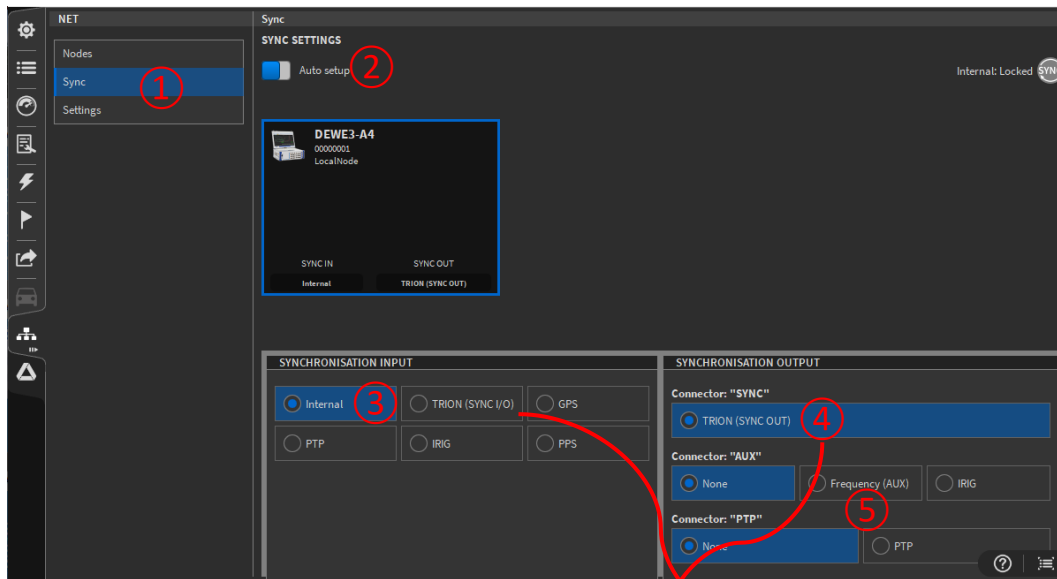 NET
Sync
Nodes
Sync
Settings
1
SYNC SETTINGS
Auto setup
2
Internal: Locked
SYN
DEWE3-A4
00000001
LocalNode
SYNC IN
SYNC OUT
Internal
TRION (SYNC OUT)
SYNCHRONISATION INPUT
Internal
3
TRION (SYNC I/O)
GPS
PTP
IRIG
PPS
SYNCHRONISATION OUTPUT
Connector: "SYNC"
TRION (SYNC OUT)
4
Connector: "AUX"
None
Frequency (AUX)
IRIG
5
Connector: "PTP"
None
PTP
?